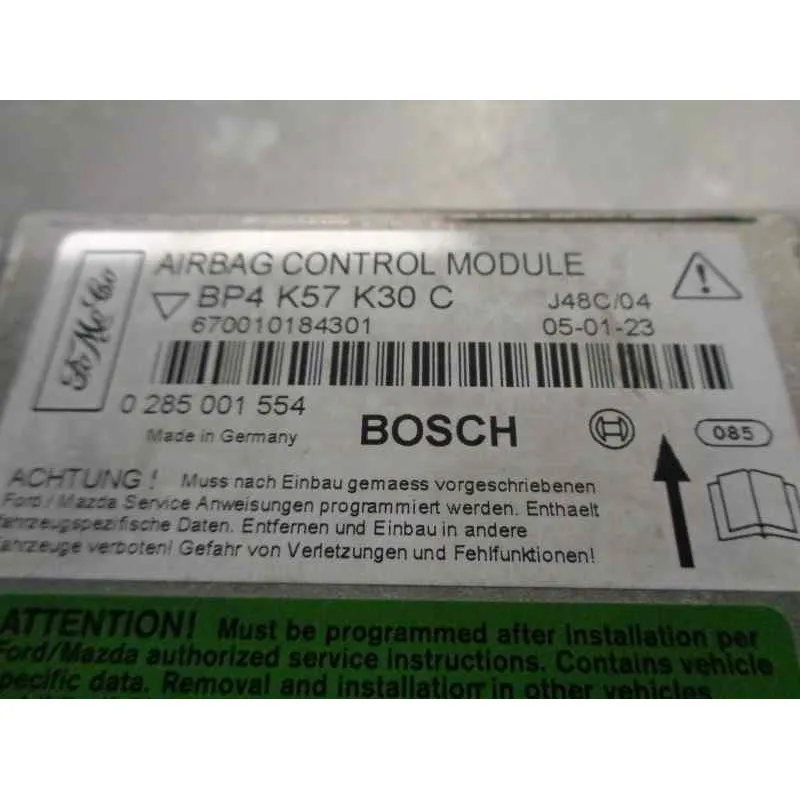 FoMoCo
AIRBAG CONTROL MODULE
BP4 K57 K30 C
J48C/04
670010184301
05-01-23
0 285 001 554
Made in Germany
BOSCH
085
ACHTUNG! Muss nach Einbau gemaess vorgeschriebenen
Ford / Mazda Service Anweisungen programmiert werden. Enthaelt
fahrzeugspezifische Daten. Entfernen und Einbau in andere
fahrzeuge verboten! Gefahr von Verletzungen und Fehlfunktionen!
ATTENTION! Must be programmed after installation per
Ford/Mazda authorized service instructions. Contains vehicle
pecific data. Removal and installation in other vehicles